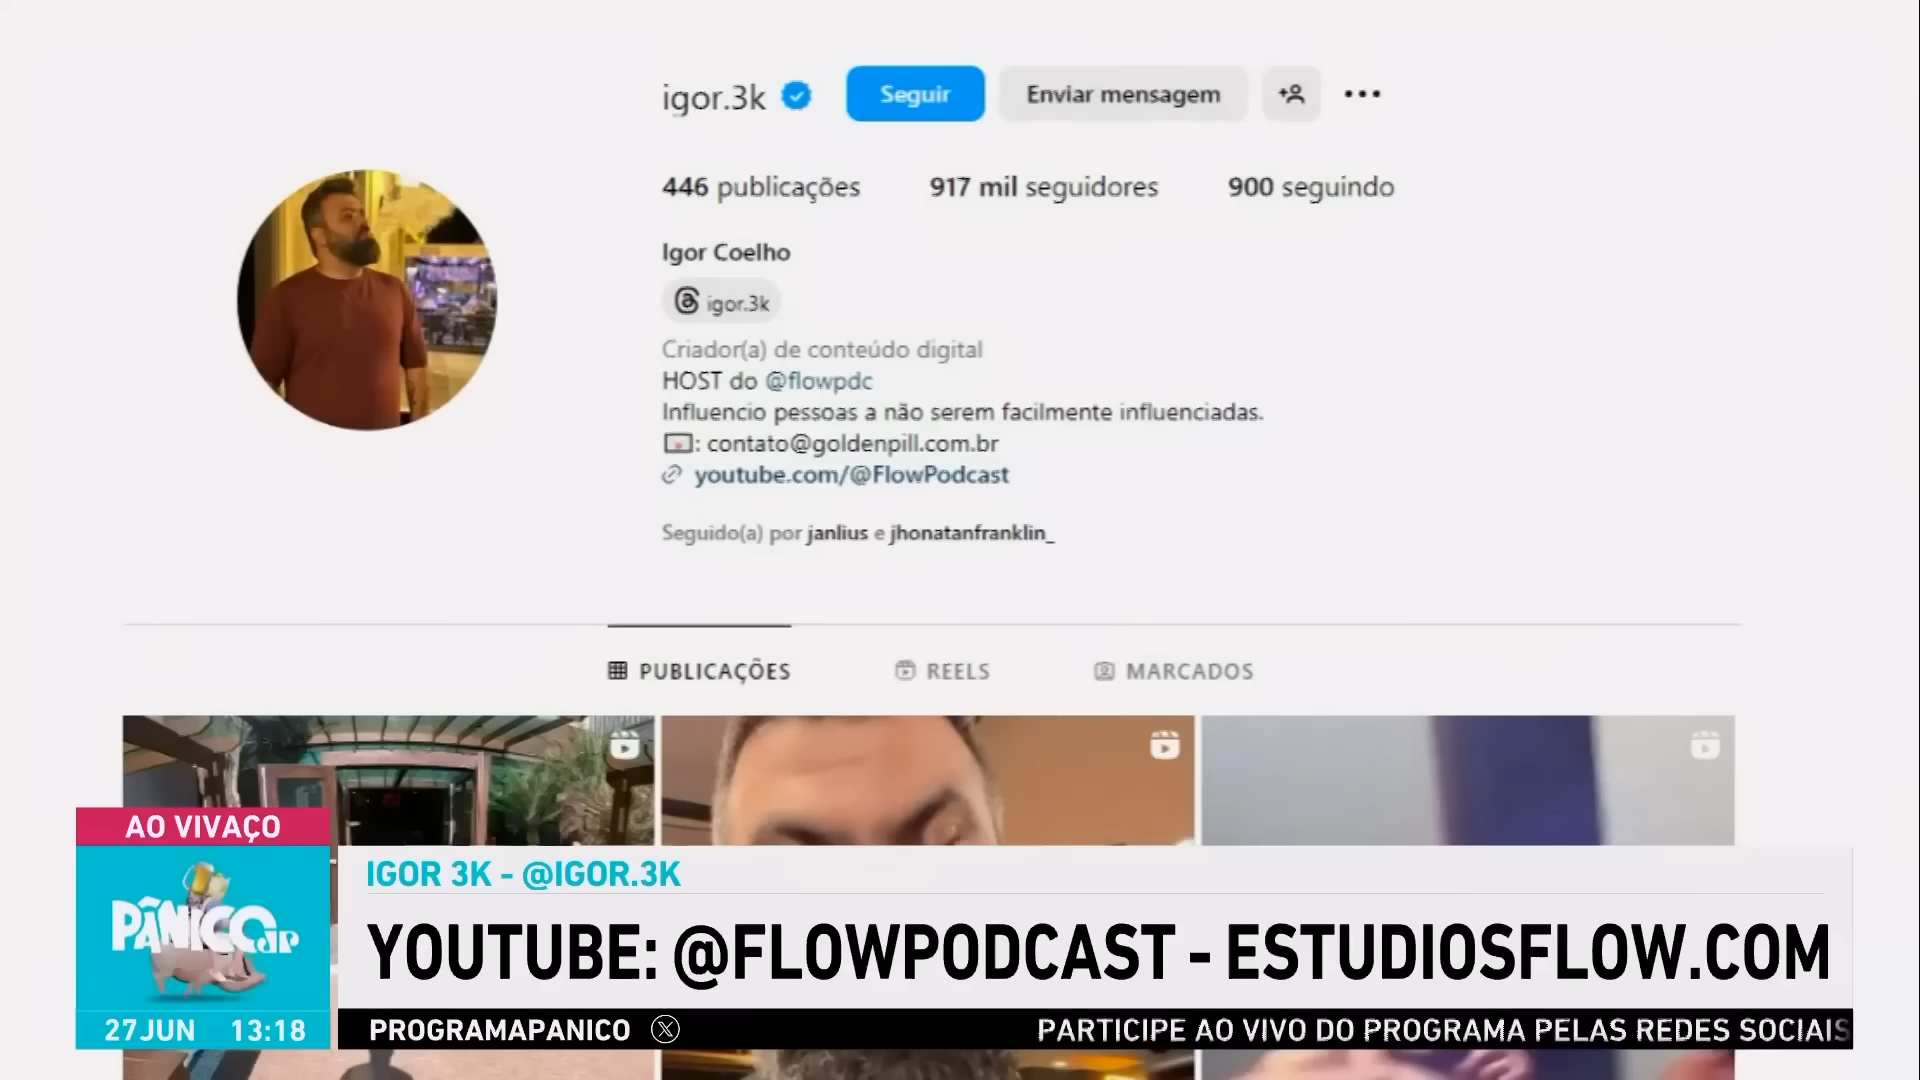 igor.3k
Seguir
Enviar mensagem
446 publicações
917 mil seguidores
900 seguindo
Igor Coelho
igor.3k
Criador(a) de conteúdo digital
HOST do @flowpdc
Influencio pessoas a não serem facilmente influenciadas.
: contato@goldenpill.com.br
youtube.com/@FlowPodcast
Seguido(a) por janlius e jhonatanfranklin_
PUBLICAÇÕES
REELS
MARCADOS
AO VIVAÇO
PÂNICO JP
27JUN 13:18
IGOR 3K - @IGOR.3K
YOUTUBE: @FLOWPODCAST - ESTUDIOSFLOW.COM
PROGRAMAPANICO
PARTICIPE AO VIVO DO PROGRAMA PELAS REDES SOCIAIS